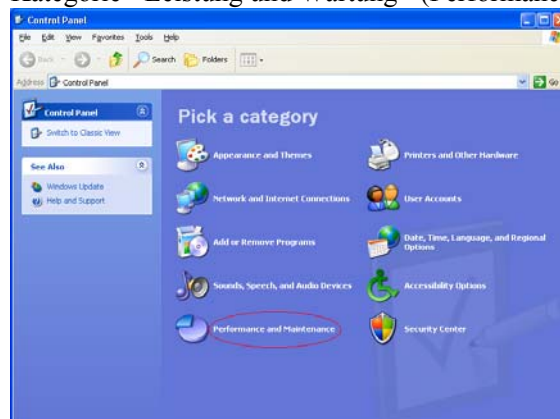 Kategorie "Leistung und Wartung" (Performance
Control Panel
File Edit View Favorites Tools Help
Back Search Folders
Address Control Panel Go
Control Panel
Switch to Classic View
See Also
Windows Update
Help and Support
Pick a category
Appearance and Themes
Printers and Other Hardware
Network and Internet Connections
User Accounts
Add or Remove Programs
Date, Time, Language, and Regional
Options
Sounds, Speech, and Audio Devices
Accessibility Options
Performance and Maintenance
Security Center